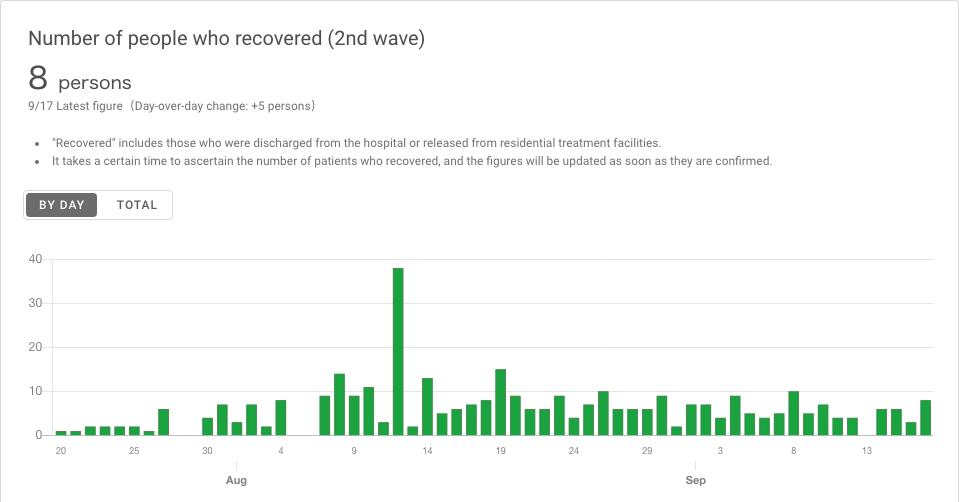 Number of people who recovered (2nd wave)
8 persons
9/17 Latest figure（Day-over-day change: +5 persons）
• "Recovered" includes those who were discharged from the hospital or released from residential treatment facilities.
• It takes a certain time to ascertain the number of patients who recovered, and the figures will be updated as soon as they are confirmed.
BY DAY TOTAL
40
30
20
10
0
20 25 30 4 9 14 19 24 29 3 8 13
Aug Sep